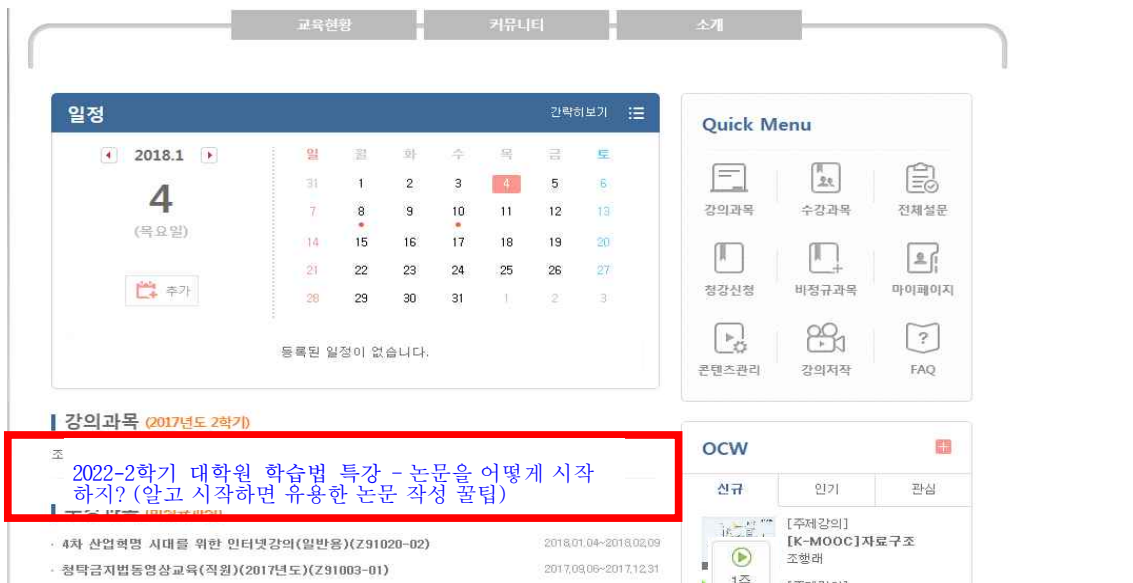 교육현황 커뮤니티 소개
일정 간략히보기
2018.1
4
(목요일)
추가
일 월 화 수 목 금 토
31 1 2 3 4 5 6
7 8 9 10 11 12 13
14 15 16 17 18 19 20
21 22 23 24 25 26 27
28 29 30 31 1 2 3
등록된 일정이 없습니다.
Quick Menu
강의과목 수강과목 전체설문
청강신청 비정규과목 마이페이지
콘텐츠관리 강의저작 FAQ
강의과목 (2017년도 2학기)
조
2022-2학기 대학원 학습법 특강 - 논문을 어떻게 시작
하지? (알고 시작하면 유용한 논문 작성 꿀팁)
· 4차 산업혁명 시대를 위한 인터넷강의(일반용)(Z91020-02) 2018.01.04~2018.02.09
· 청탁금지법동영상교육(직원)(2017년도)(Z91003-01) 2017.09.06~2017.12.31
OCW
신규 인기 관심
[주제강의]
[K-MOOC]자료구조
조행래
1주